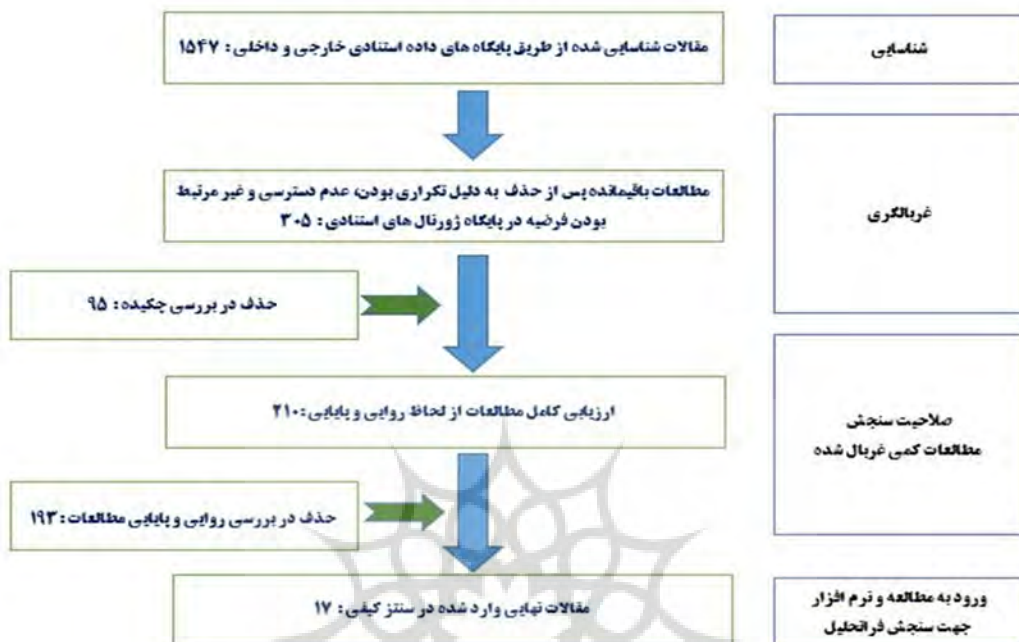 شناسایی
مقالات شناسایی شده از طریق پایگاه های داده استنادی خارجی و داخلی: ۱۵۴۷
غربالگری
مطالعات باقیمانده پس از حذف به دلیل تکراری بودن، عدم دسترسی و غیر مرتبط
بودن فرضیه در پایگاه ژورنال های استنادی: ۳۰۵
حذف در بررسی چکیده: ۹۵
صلاحیت سنجش
مطالعات کمی غربال شده
ارزیابی کامل مطالعات از لحاظ روایی و پایایی: ۲۱۰
حذف در بررسی روایی و پایایی مطالعات: ۱۹۳
ورود به مطالعه و نرم افزار
جهت سنجش فراتحلیل
مقالات نهایی وارد شده در سنتز کیفی: ۱۷